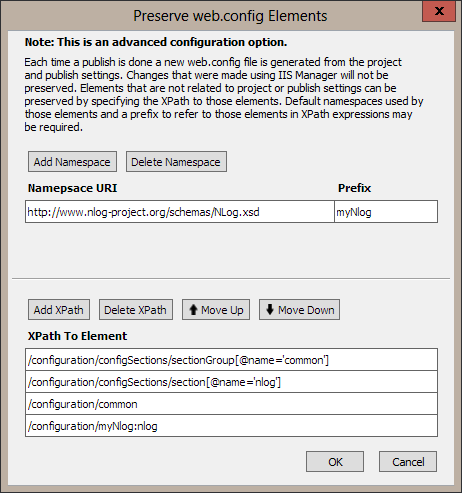 Preserve web.config Elements
x
Note: This is an advanced configuration option.
Each time a publish is done a new web.config file is generated from the project
and publish settings. Changes that were made using IIS Manager will not be
preserved. Elements that are not related to project or publish settings can be
preserved by specifying the XPath to those elements. Default namespaces used by
those elements and a prefix to refer to those elements in XPath expressions may
be required.
Add Namespace Delete Namespace
Namepsace URI Prefix
http://www.nlog-project.org/schemas/NLog.xsd myNlog
Add XPath Delete XPath Move Up Move Down
XPath To Element
/configuration/configSections/sectionGroup[@name='common']
/configuration/configSections/section[@name='nlog']
/configuration/common
/configuration/myNlog:nlog
OK Cancel